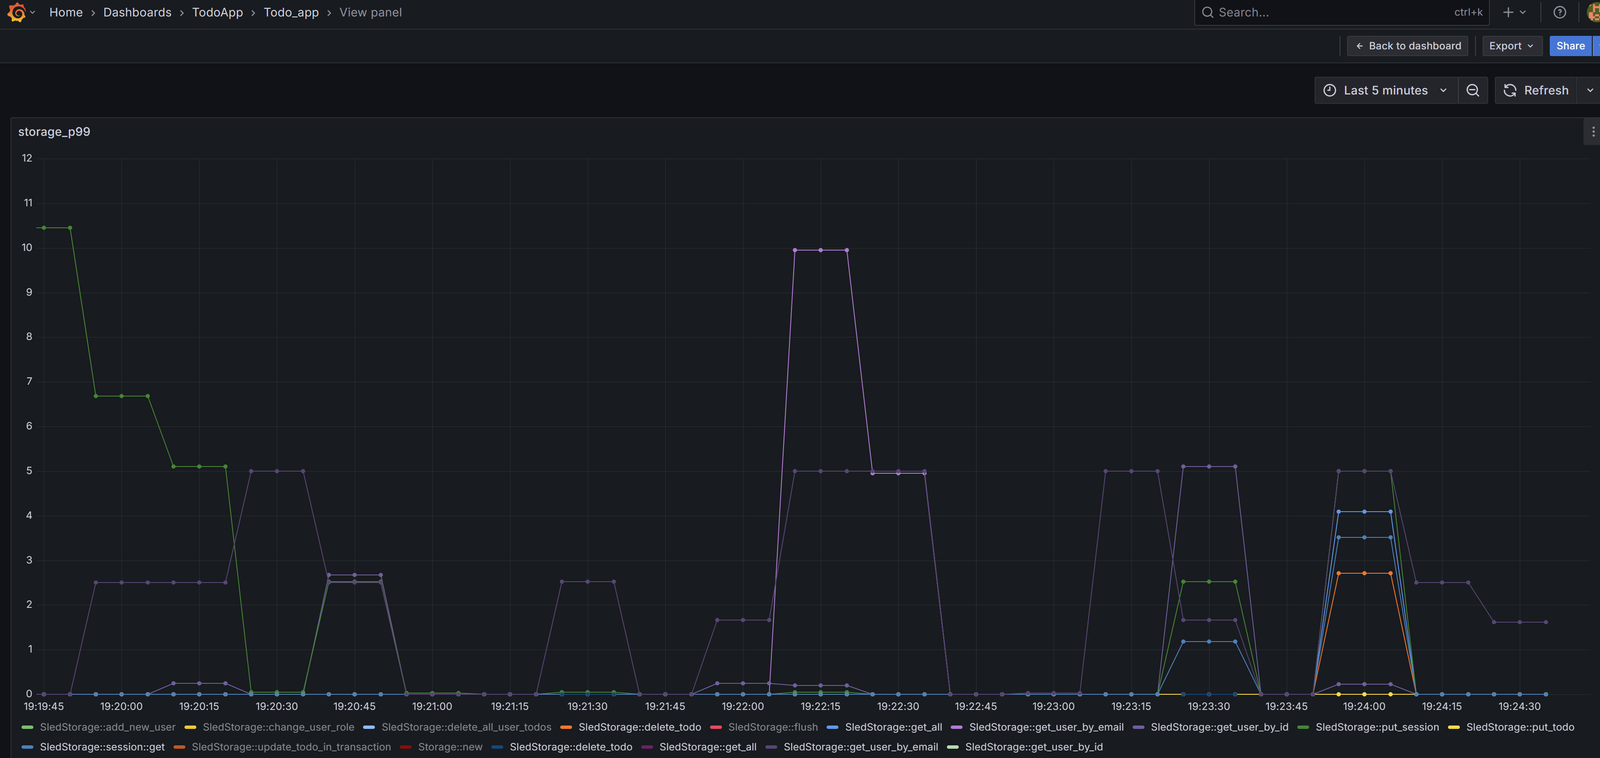 Home › Dashboards › TodoApp › Todo_app › View panel Search... ctrl+k
Back to dashboard Export Share
Last 5 minutes Refresh
storage_p99
12
11
10
9
8
7
6
5
4
3
2
1
0
19:19:45 19:20:00 19:20:15 19:20:30 19:20:45 19:21:00 19:21:15 19:21:30 19:21:45 19:22:00 19:22:15 19:22:30 19:22:45 19:23:00 19:23:15 19:23:30 19:23:45 19:24:00 19:24:15 19:24:30
SledStorage::add_new_user SledStorage::change_user_role SledStorage::delete_all_user_todos SledStorage::delete_todo SledStorage::flush SledStorage::get_all SledStorage::get_user_by_email SledStorage::get_user_by_id SledStorage::put_session SledStorage::put_todo
SledStorage::session::get SledStorage::update_todo_in_transaction Storage::new SledStorage::delete_todo SledStorage::get_all SledStorage::get_user_by_email SledStorage::get_user_by_id